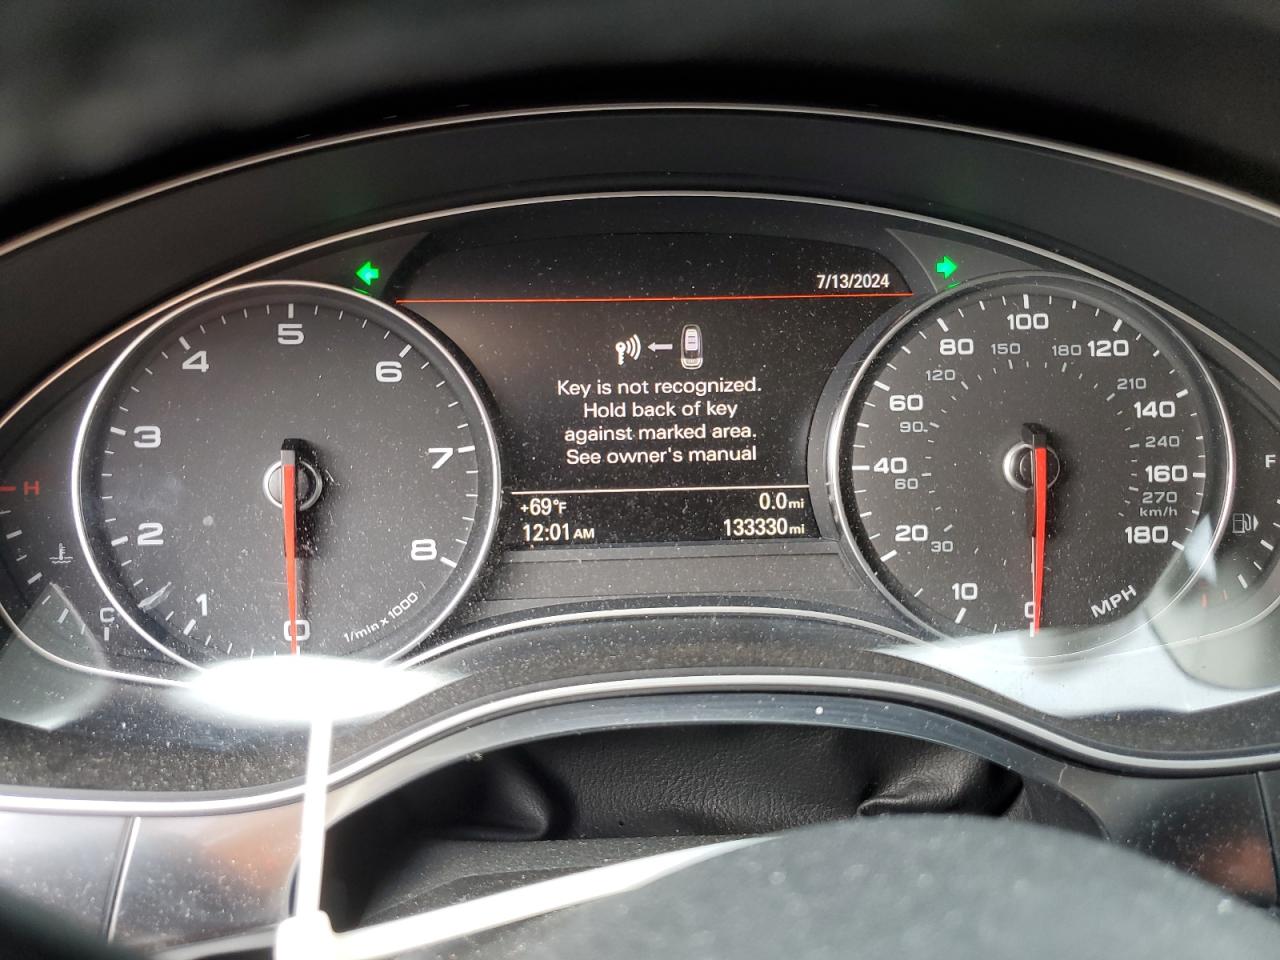 7/13/2024
Key is not recognized.
Hold back of key
against marked area.
See owner's manual
+69°F 0.0mi
12:01AM 133330mi
H
C
0
1
2
3
4
5
6
7
8
1/min x 1000
0
10
20
30
40
60
60
90
80
120
100
150
120
180
140
210
160
240
180
270
km/h
MPH
F